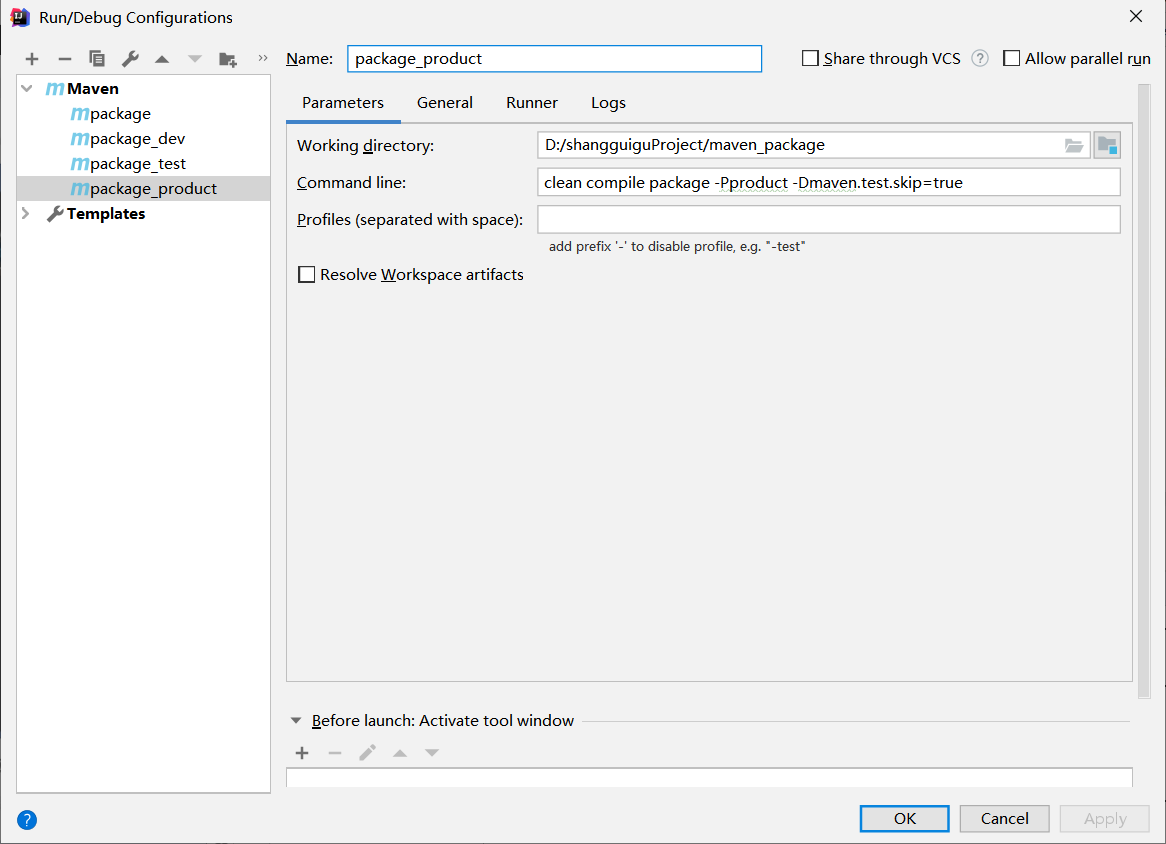 Run/Debug Configurations
Name: package_product Share through VCS ? Allow parallel run
Maven
package
package_dev
package_test
package_product
Templates
Parameters General Runner Logs
Working directory: D:/shangguiguProject/maven_package
Command line: clean compile package -Pproduct -Dmaven.test.skip=true
Profiles (separated with space):
add prefix '-' to disable profile, e.g. "-test"
Resolve Workspace artifacts
Before launch: Activate tool window
? OK Cancel Apply